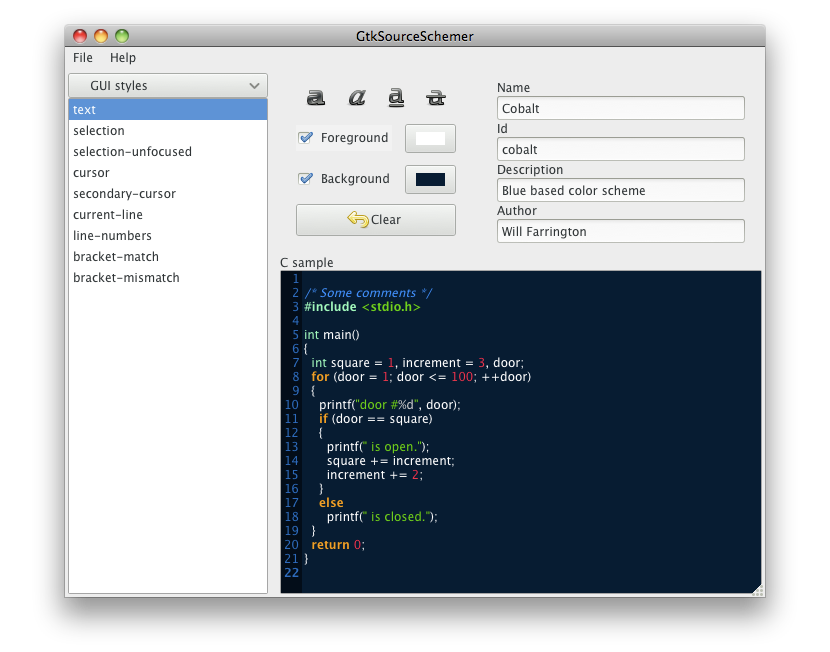 GtkSourceSchemer
File Help
GUI styles
text
selection
selection-unfocused
cursor
secondary-cursor
current-line
line-numbers
bracket-match
bracket-mismatch
a a a a
Foreground
Background
Clear
Name
Cobalt
Id
cobalt
Description
Blue based color scheme
Author
Will Farrington
C sample
1
2 /* Some comments */
3 #include <stdio.h>
4
5 int main()
6 {
7   int square = 1, increment = 3, door;
8   for (door = 1; door <= 100; ++door)
9   {
10     printf("door #%d", door);
11     if (door == square)
12     {
13       printf(" is open.");
14       square += increment;
15       increment += 2;
16     }
17     else
18       printf(" is closed.");
19   }
20   return 0;
21 }
22